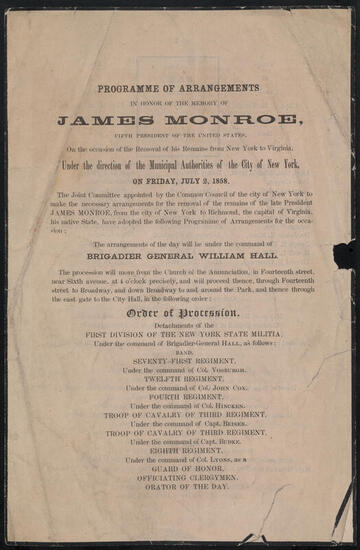 PROGRAMME OF ARRANGEMENTS
IN HONOR OF THE MEMORY OF
JAMES MONROE,
FIFTH PRESIDENT OF THE UNITED STATES,
On the occasion of the Removal of his Remains from New York to Virginia,
Under the direction of the Municipal Authorities of the City of New York,
ON FRIDAY, JULY 2, 1858.
The Joint Committee appointed by the Common Council of the city of New York to
make the necessary arrangements for the removal of the remains of the late President
JAMES MONROE, from the city of New York to Richmond, the capital of Virginia,
his native State, have adopted the following Programme of Arrangements for the occa-
sion:
The arrangements of the day will be under the command of
BRIGADIER GENERAL WILLIAM HALL.
The procession will move from the Church of the Annunciation, in Fourteenth street,
near Sixth avenue, at 4 o'clock precisely, and will proceed thence, through Fourteenth
street to Broadway, and down Broadway to and around the Park, and thence through
the east gate to the City Hall, in the following order:
Order of Procession.
Detachments of the
FIRST DIVISION OF THE NEW YORK STATE MILITIA,
Under the command of Brigadier-General HALL, as follows:
BAND,
SEVENTY-FIRST REGIMENT,
Under the command of Col. VOSBURGH.
TWELFTH REGIMENT,
Under the command of Col. JOHN COX.
FOURTH REGIMENT,
Under the command of Col. HINCKEN.
TROOP OF CAVALRY OF THIRD REGIMENT,
Under the command of Capt. REISER.
TROOP OF CAVALRY OF THIRD REGIMENT,
Under the command of Capt. BUDKE.
EIGHTH REGIMENT,
Under the command of Col. LYONS, as a
GUARD OF HONOR,
OFFICIATING CLERGYMEN.
ORATOR OF THE DAY.